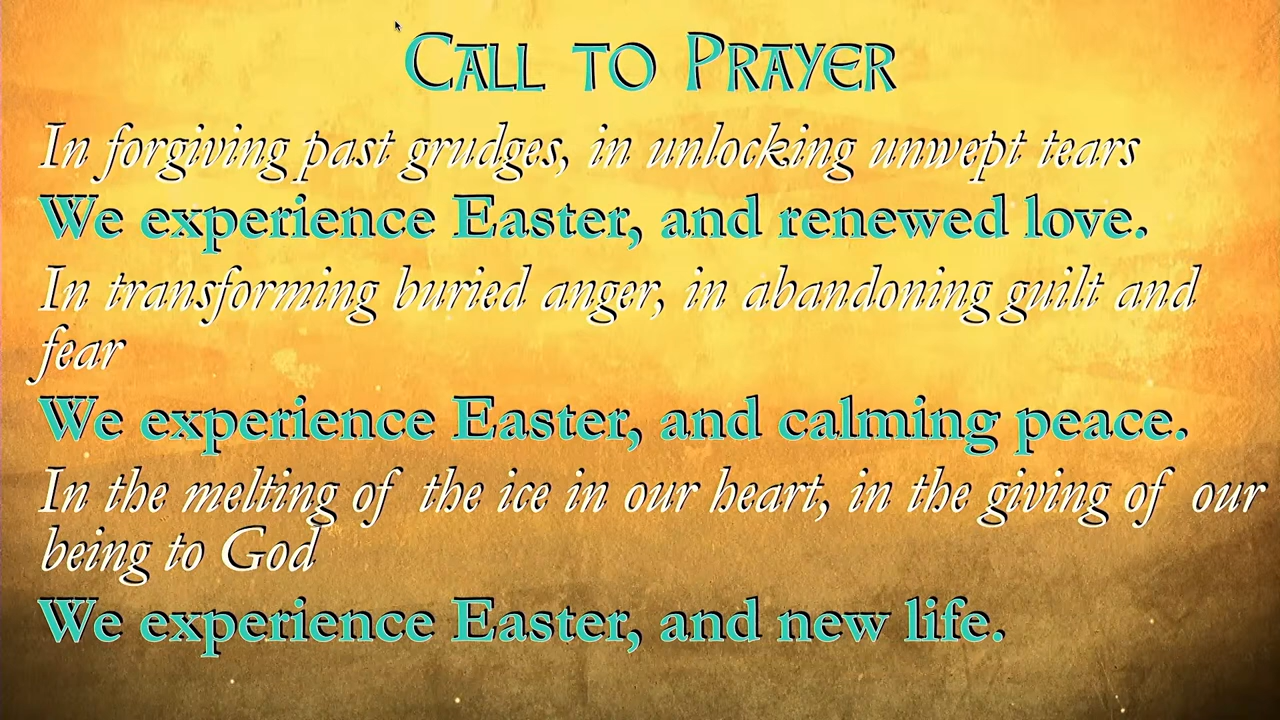 Call to Prayer
In forgiving past grudges, in unlocking unwept tears
We experience Easter, and renewed love.
In transforming buried anger, in abandoning guilt and
fear
We experience Easter, and calming peace.
In the melting of the ice in our heart, in the giving of our
being to God
We experience Easter, and new life.